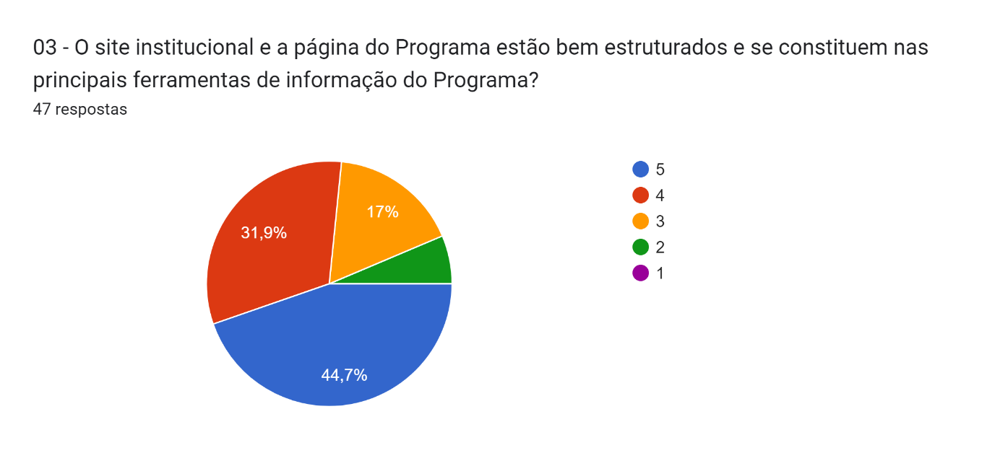 03 - O site institucional e a página do Programa estão bem estruturados e se constituem nas
principais ferramentas de informação do Programa?
47 respostas
5
4
3
2
1
17%
31,9%
44,7%